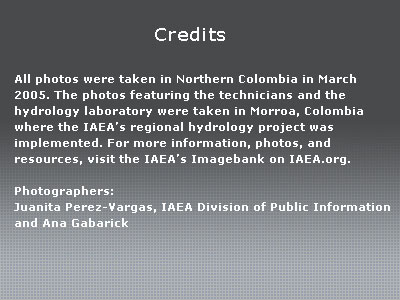 Credits
All photos were taken in Northern Colombia in March
2005. The photos featuring the technicians and the
hydrology laboratory were taken in Morroa, Colombia
where the IAEA's regional hydrology project was
implemented. For more information, photos, and
resources, visit the IAEA's Imagebank on IAEA.org.
Photographers:
Juanita Perez-Vargas, IAEA Division of Public Information
and Ana Gabarick